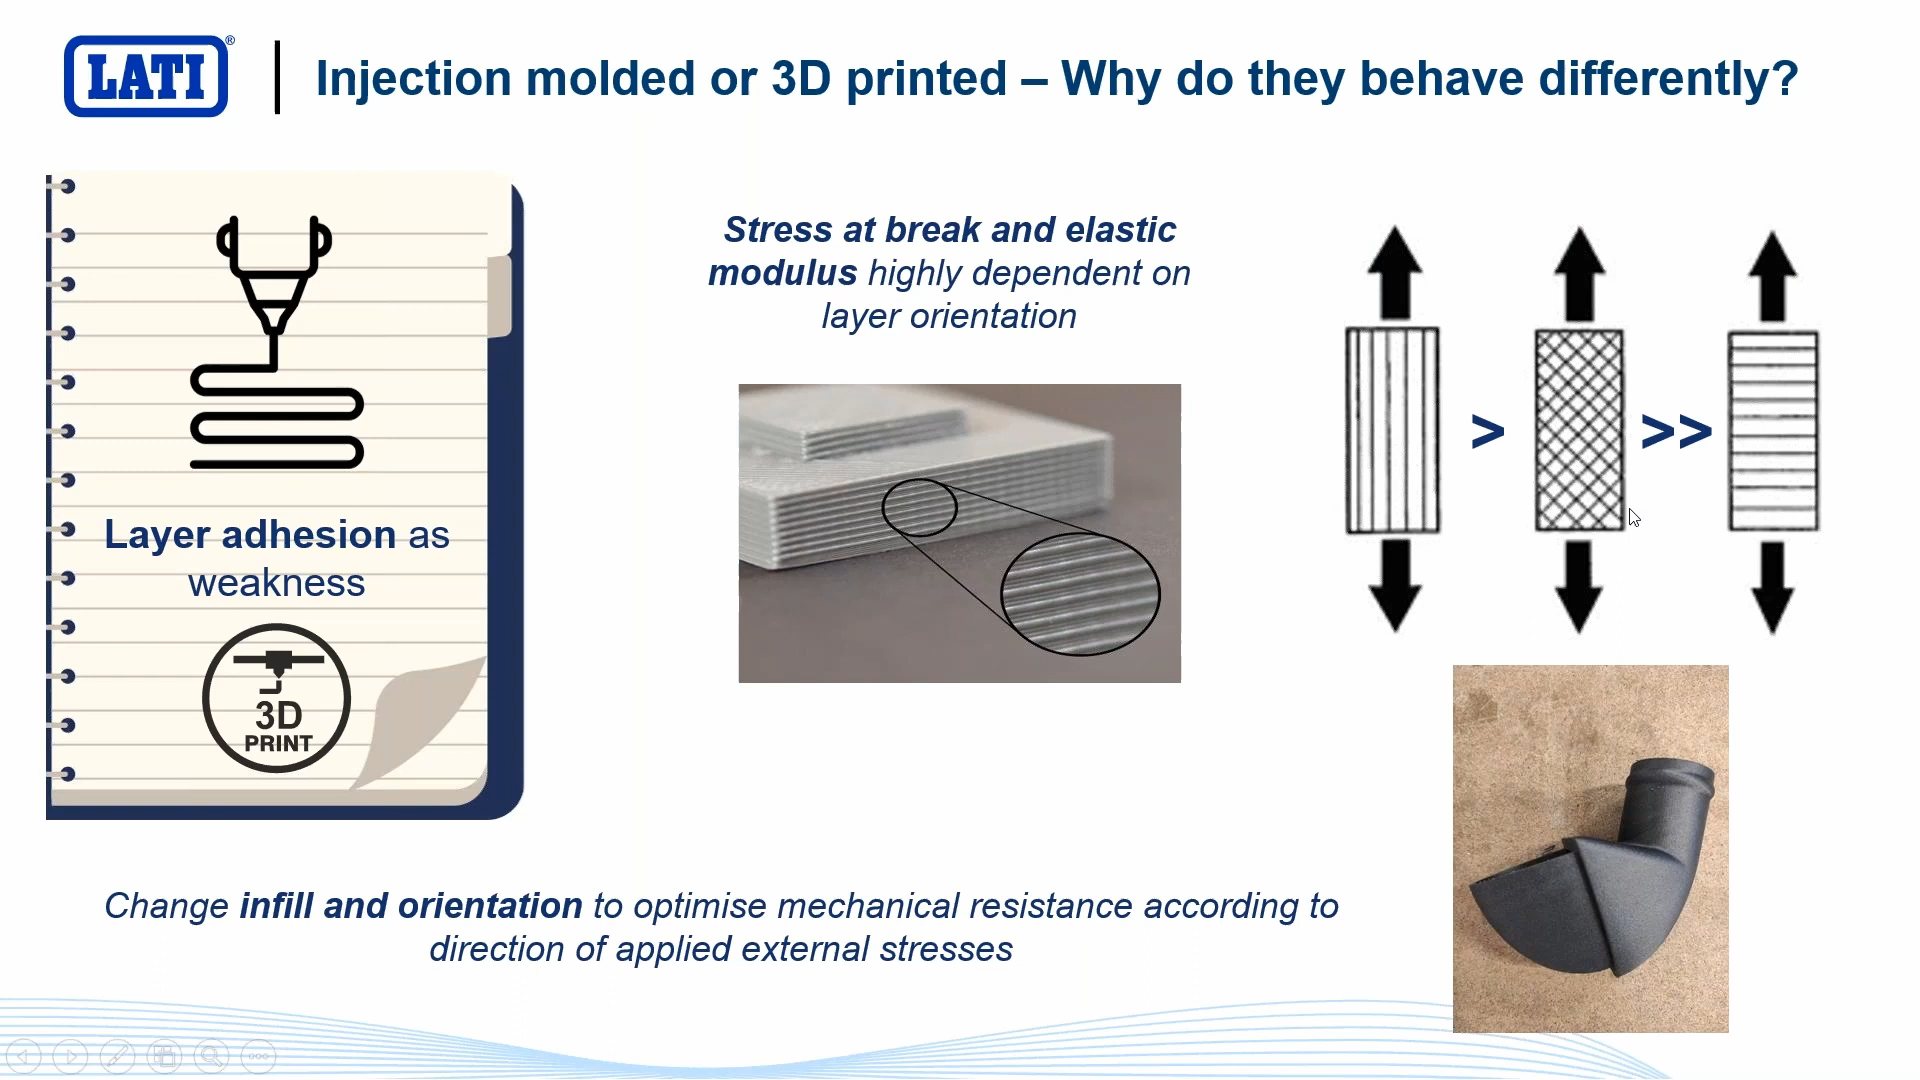 LATI®
Injection molded or 3D printed – Why do they behave differently?
Layer adhesion as
weakness
3D
PRINT
Stress at break and elastic
modulus highly dependent on
layer orientation
> >>
Change infill and orientation to optimise mechanical resistance according to
direction of applied external stresses